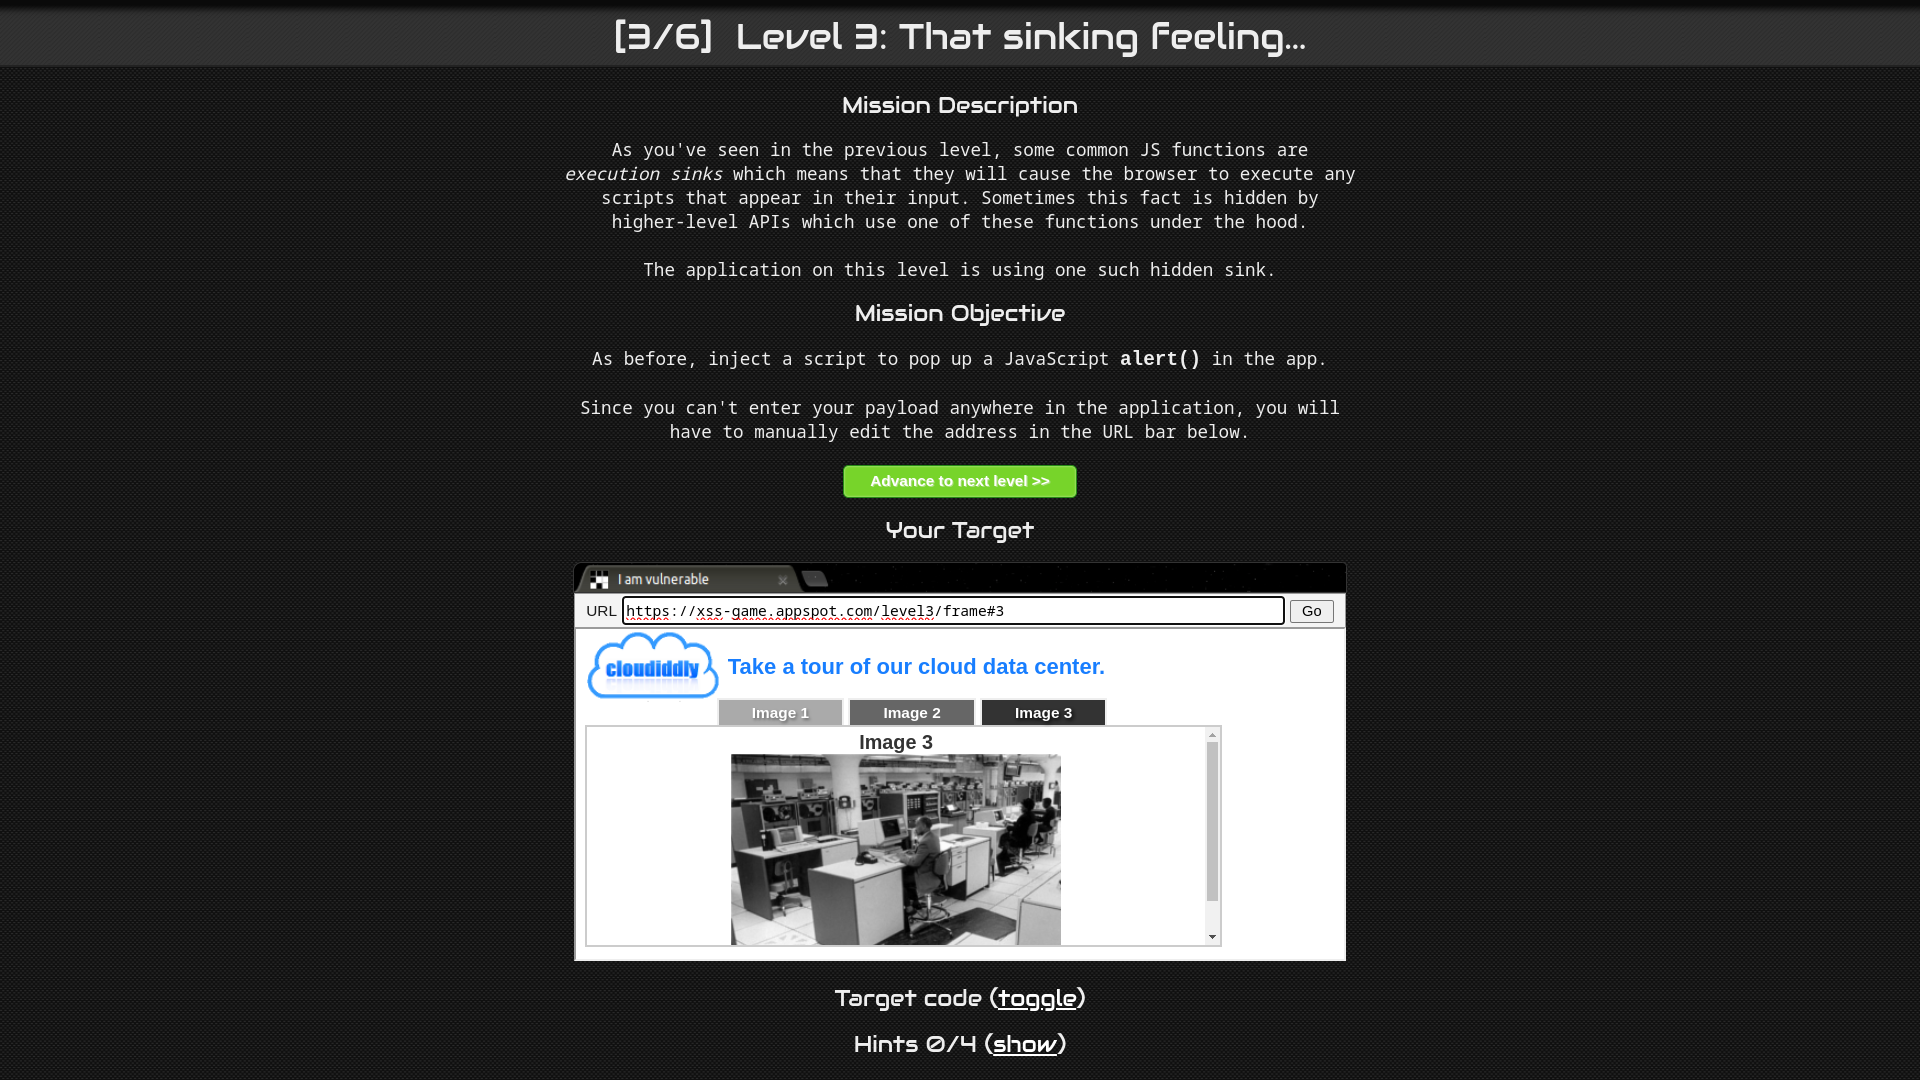 [3/6] Level 3: That sinking feeling...
Mission Description
As you've seen in the previous level, some common JS functions are
execution sinks which means that they will cause the browser to execute any
scripts that appear in their input. Sometimes this fact is hidden by
higher-level APIs which use one of these functions under the hood.
The application on this level is using one such hidden sink.
Mission Objective
As before, inject a script to pop up a JavaScript alert() in the app.
Since you can't enter your payload anywhere in the application, you will
have to manually edit the address in the URL bar below.
Advance to next level >>
Your Target
I am vulnerable
URL https://xss-game.appspot.com/level3/frame#3 Go
cloudiddly
Take a tour of our cloud data center.
Image 1 Image 2 Image 3
Image 3
Target code (toggle)
Hints 0/4 (show)